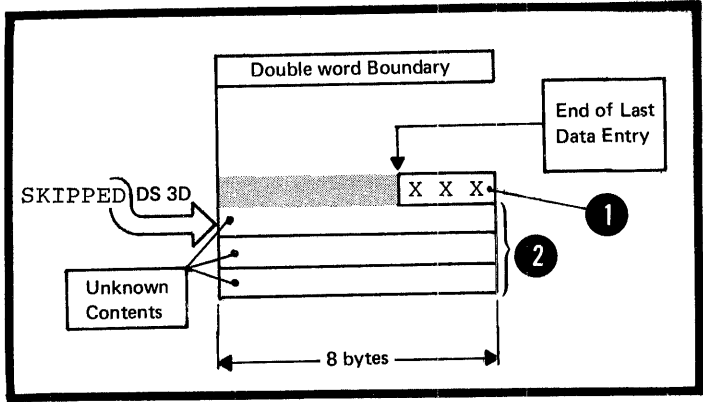 Double word Boundary
End of Last
Data Entry
X X X
1
SKIPPED DS 3D
2
Unknown
Contents
8 bytes